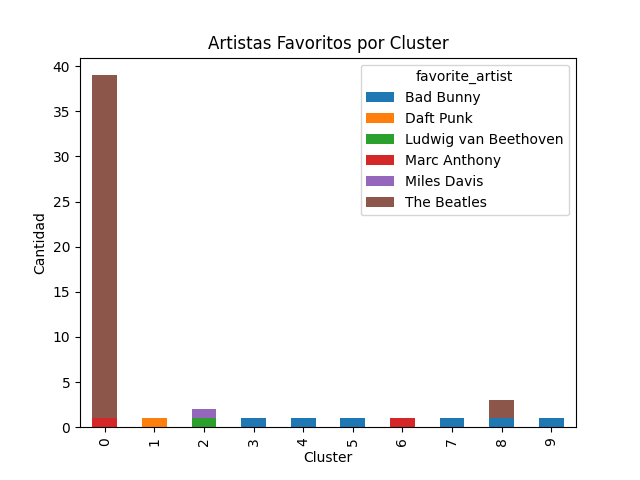 Artistas Favoritos por Cluster
Cantidad
40
35
30
25
20
15
10
5
0
favorite_artist
Bad Bunny
Daft Punk
Ludwig van Beethoven
Marc Anthony
Miles Davis
The Beatles
0 1 2 3 4 5 6 7 8 9
Cluster